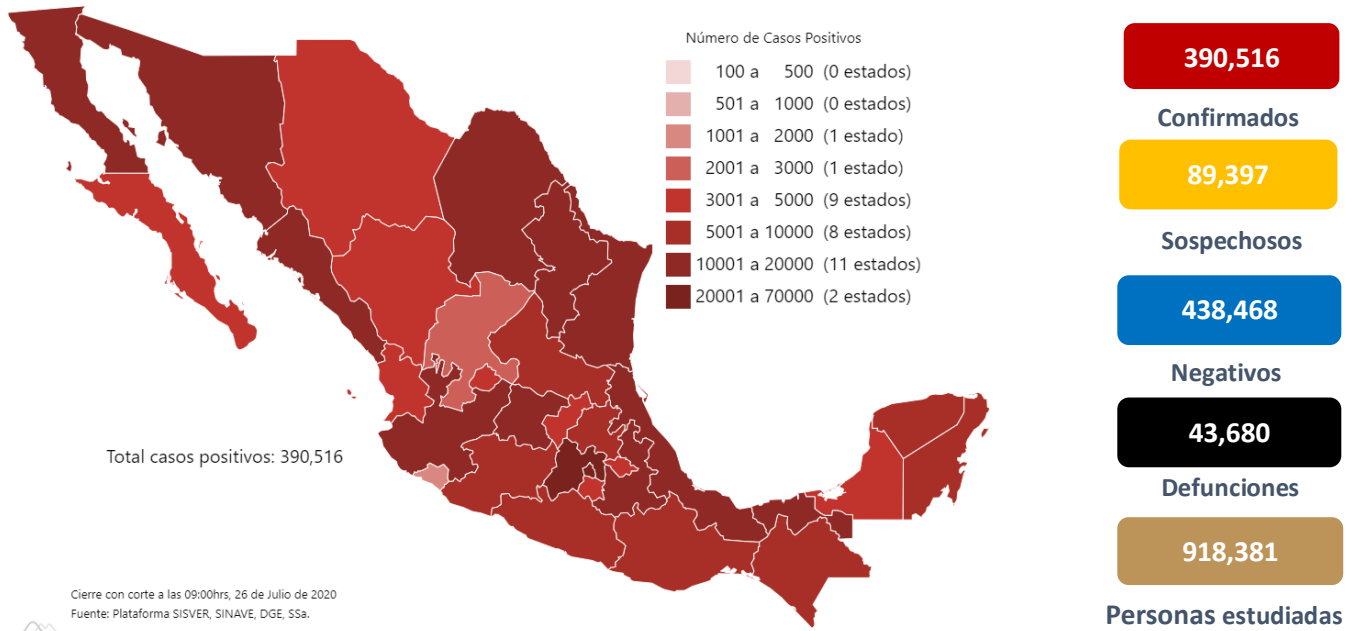 Número de Casos Positivos
100 a 500 (0 estados)
501 a 1000 (0 estados)
1001 a 2000 (1 estado)
2001 a 3000 (1 estado)
3001 a 5000 (9 estados)
5001 a 10000 (8 estados)
10001 a 20000 (11 estados)
20001 a 70000 (2 estados)
Total casos positivos: 390,516
Cierre con corte a las 09:00hrs, 26 de Julio de 2020
Fuente: Plataforma SISVER, SINAVE, DGE, SSa.
390,516
Confirmados
89,397
Sospechosos
438,468
Negativos
43,680
Defunciones
918,381
Personas estudiadas